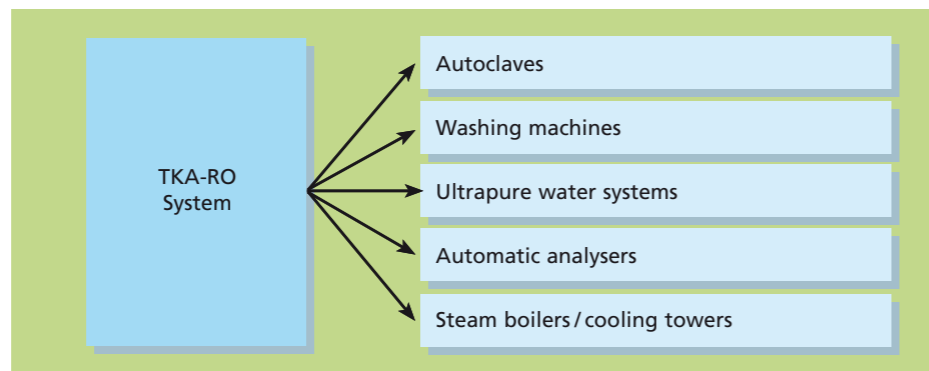 TKA-RO
System
Autoclaves
Washing machines
Ultrapure water systems
Automatic analysers
Steam boilers / cooling towers